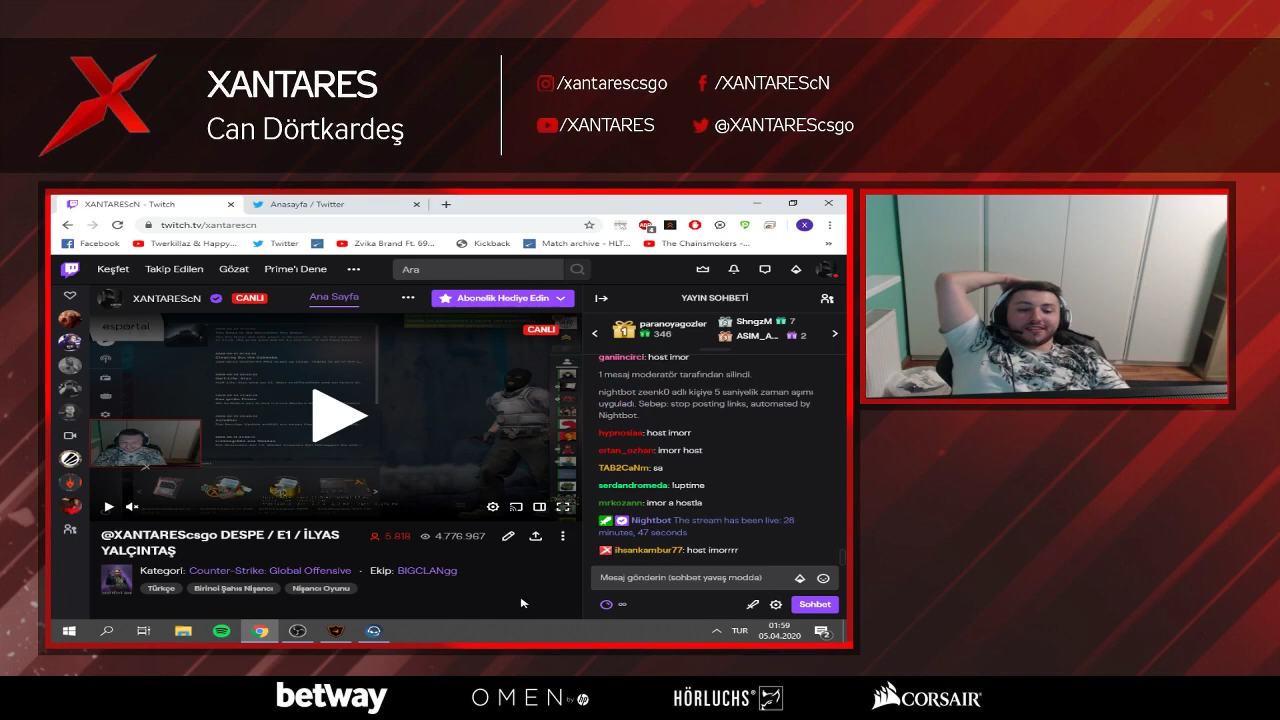 XANTARES
Can Dörtkardeş
/xantarescsgo
/XANTAREScN
/XANTARES
@XANTAREScsgo
XANTAREScN - Twitch
Anasayfa / Twitter
twitch.tv/xantarescn
Facebook
Twerkillaz & Happy...
Twitter
Zvika Brand Ft. 69...
Kickback
Match archive - HLT...
The Chainsmokers -...
Keşfet
Takip Edilen
Gözat
Prime'ı Dene
Ara
XANTAREScN
CANLI
Ana Sayfa
Abonelik Hediye Edin
YAYIN SOHBETİ
esportal
CANLI
1 paranoyagozler
346
ShngzM 7
ASIM_A... 2
ganiincirci: host imor
1 mesaj moderatör tarafından silindi.
nightbot zeenk0 adlı kişiye 5 saniyelik zaman aşımı
uyguladı. Sebep: stop posting links, automated by
Nightbot.
hypnosiaa: host imorr
ertan_ozhan: imorr host
TAB2CaNm: sa
serdandromeda: !uptime
mrkozann: imor a hostla
Nightbot The stream has been live: 28
minutes, 47 seconds
ihsankambur77: host imorrrr
@XANTAREScsgo DESPE / E1 / İLYAS
YALÇINTAŞ
5.818
4.776.967
Kategori: Counter-Strike: Global Offensive · Ekip: BIGCLANgg
Türkçe
Birinci Şahıs Nişancı
Nişancı Oyunu
Mesaj gönderin (sohbet yavaş modda)
Sohbet
TUR
01:59
05.04.2020
betway
OMEN by hp
HÖRLUCHS
CORSAIR